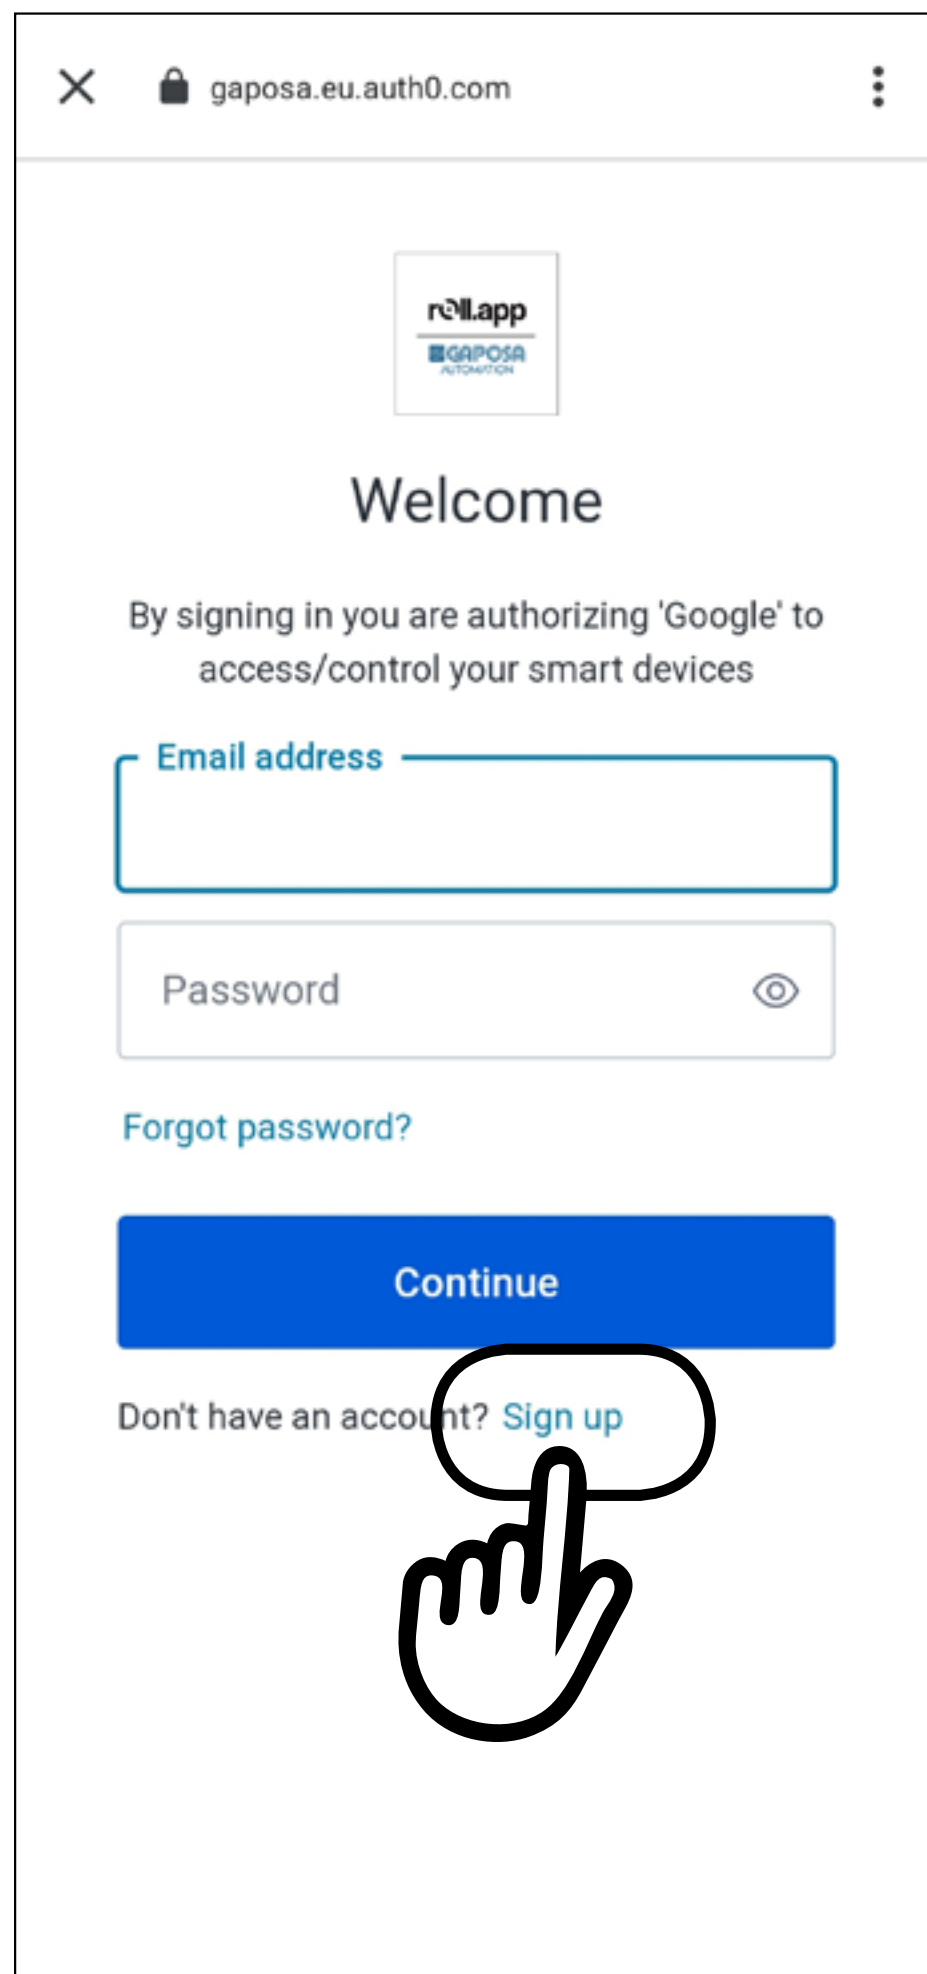 gaposa.eu.auth0.com
roll.app
GAPOSA
AUTOMATION
Welcome
By signing in you are authorizing 'Google' to
access/control your smart devices
Email address
Password
Forgot password?
Continue
Don't have an account? Sign up